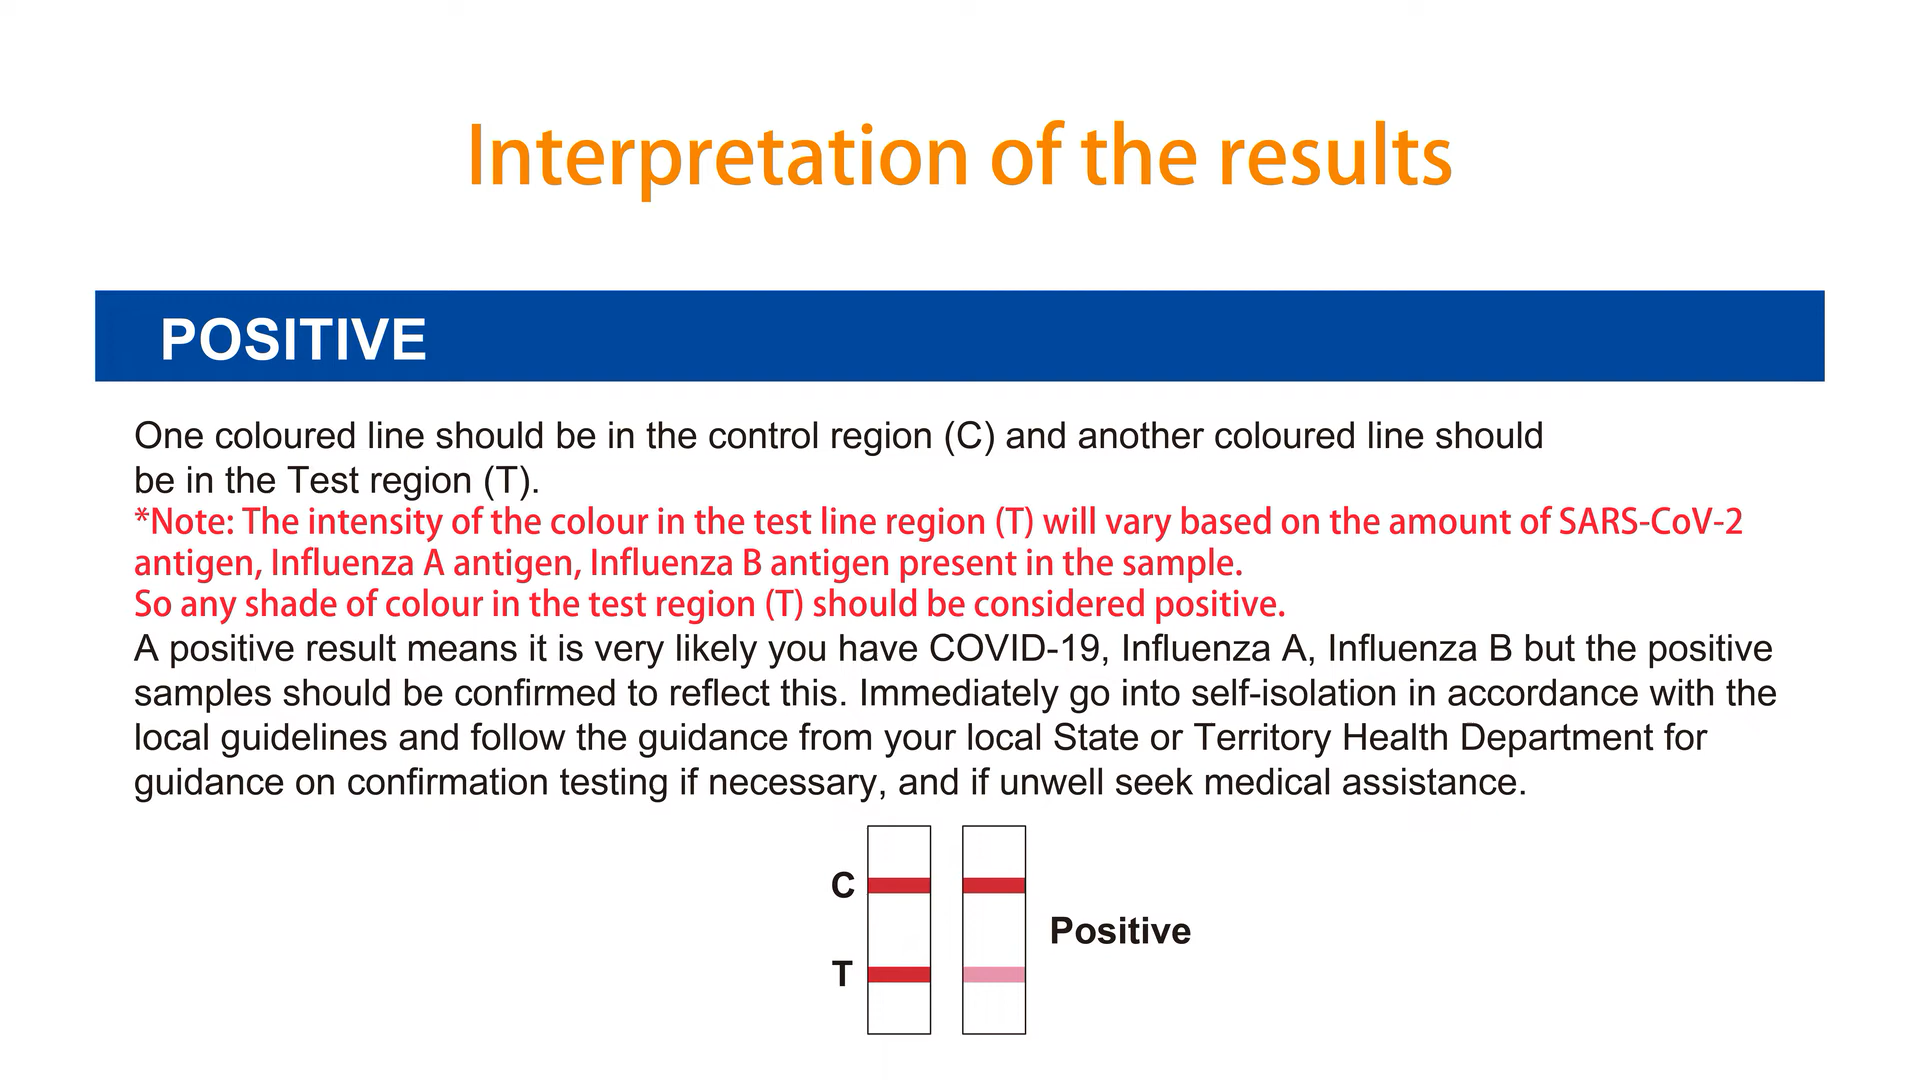 Interpretation of the results
POSITIVE
One coloured line should be in the control region (C) and another coloured line should
be in the Test region (T).
*Note: The intensity of the colour in the test line region (T) will vary based on the amount of SARS-CoV-2
antigen, Influenza A antigen, Influenza B antigen present in the sample.
So any shade of colour in the test region (T) should be considered positive.
A positive result means it is very likely you have COVID-19, Influenza A, Influenza B but the positive
samples should be confirmed to reflect this. Immediately go into self-isolation in accordance with the
local guidelines and follow the guidance from your local State or Territory Health Department for
guidance on confirmation testing if necessary, and if unwell seek medical assistance.
C
Positive
T